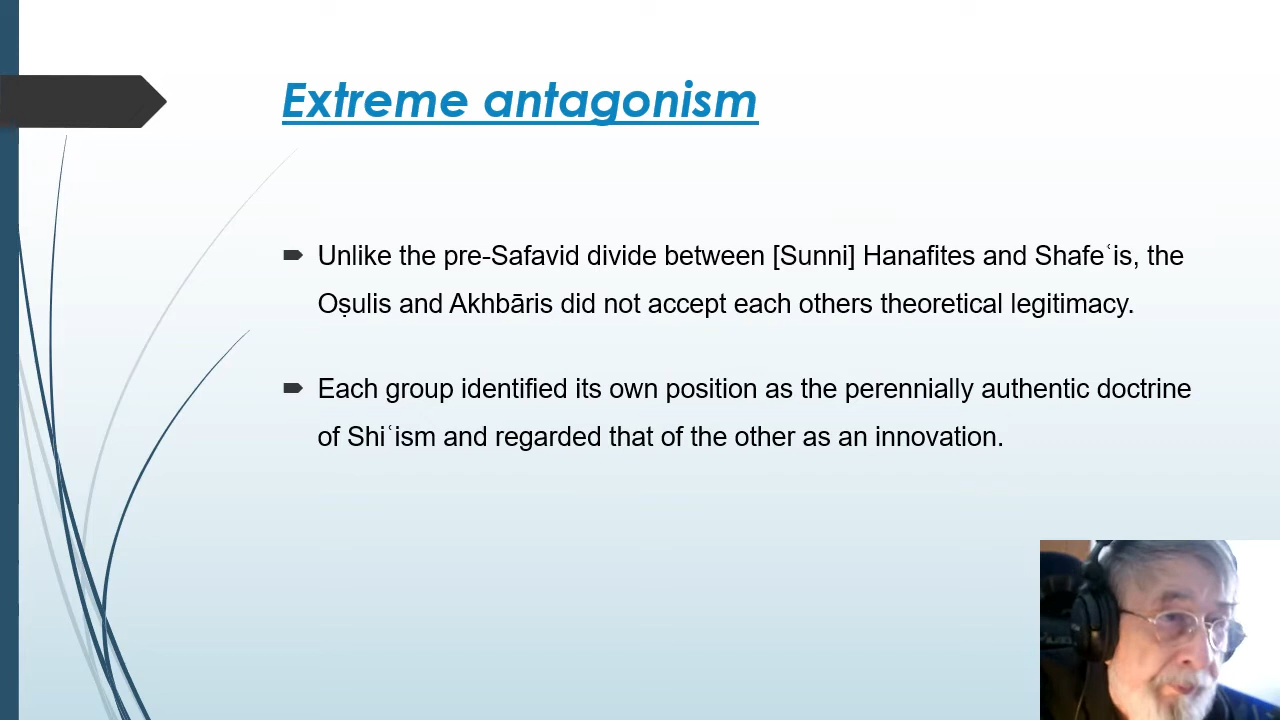 Extreme antagonism
Unlike the pre-Safavid divide between [Sunni] Hanafites and Shafeʿis, the
Oṣulis and Akhbāris did not accept each others theoretical legitimacy.
Each group identified its own position as the perennially authentic doctrine
of Shiʿism and regarded that of the other as an innovation.